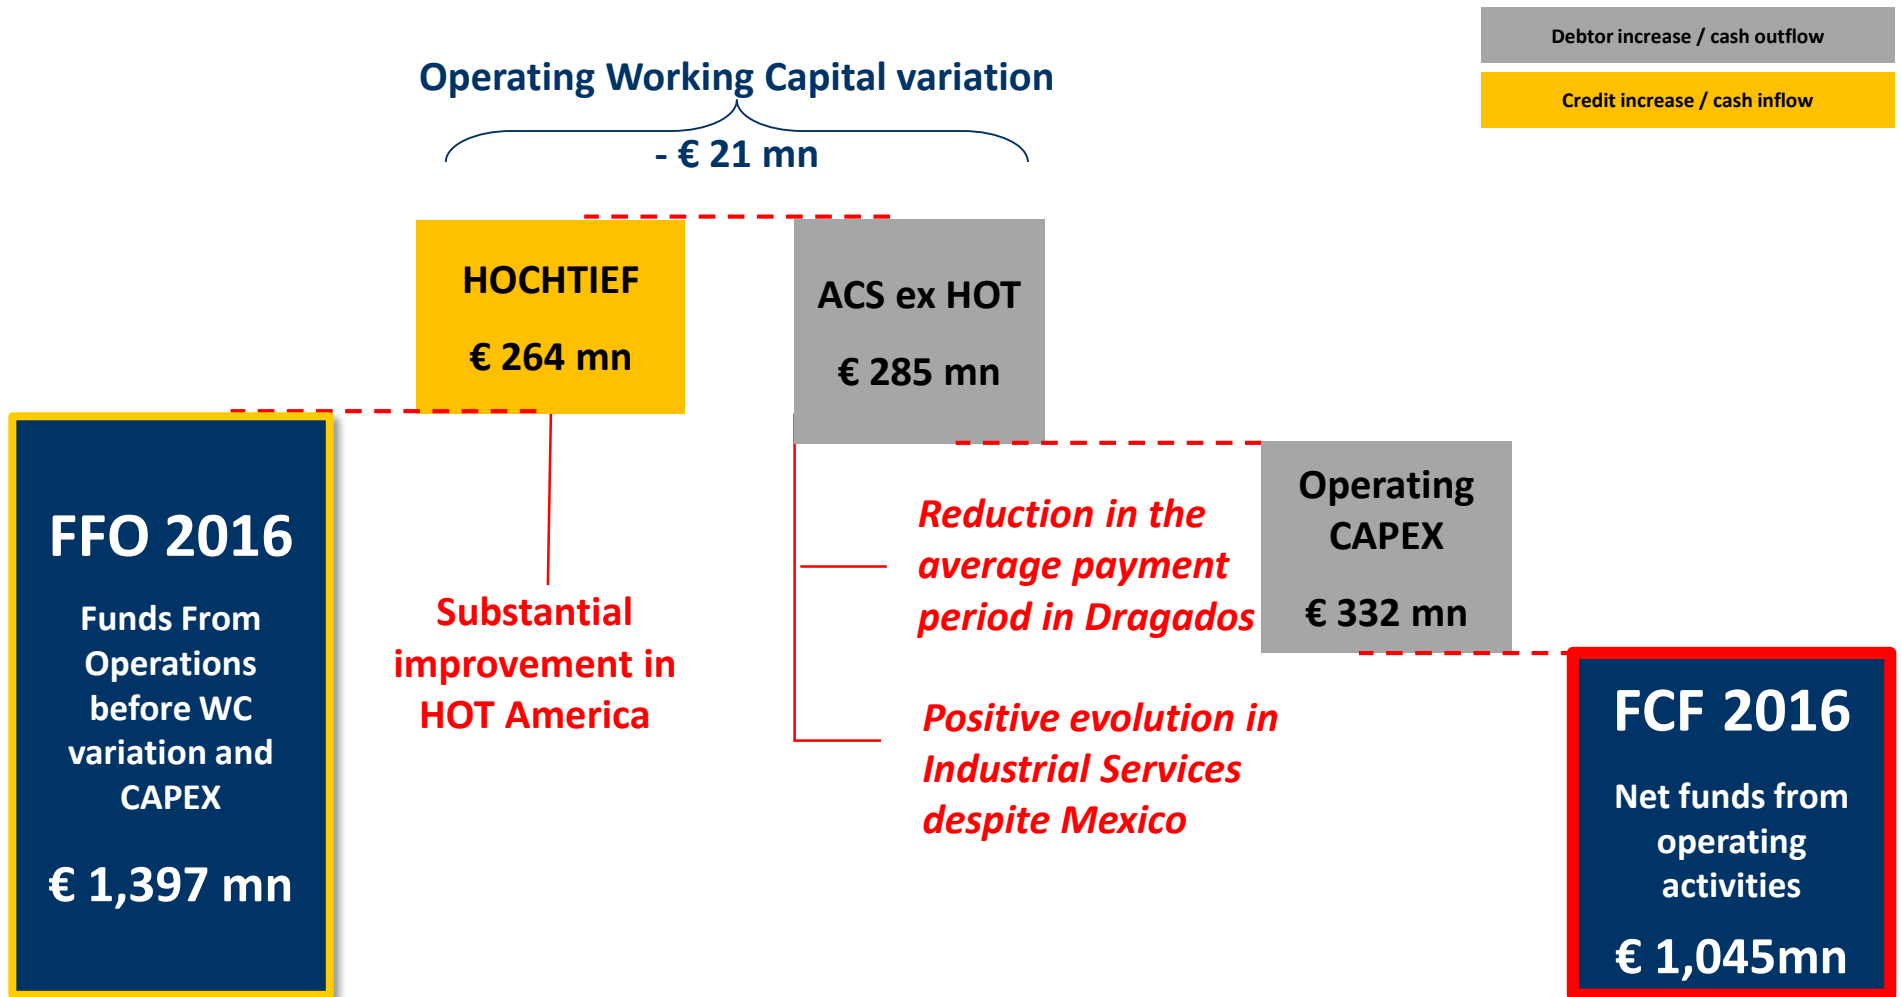 Debtor increase / cash outflow
Credit increase / cash inflow
Operating Working Capital variation
- € 21 mn
HOCHTIEF
€ 264 mn
ACS ex HOT
€ 285 mn
Operating
CAPEX
€ 332 mn
FFO 2016
Funds From
Operations
before WC
variation and
CAPEX
€ 1,397 mn
Substantial
improvement in
HOT America
Reduction in the
average payment
period in Dragados
Positive evolution in
Industrial Services
despite Mexico
FCF 2016
Net funds from
operating
activities
€ 1,045mn